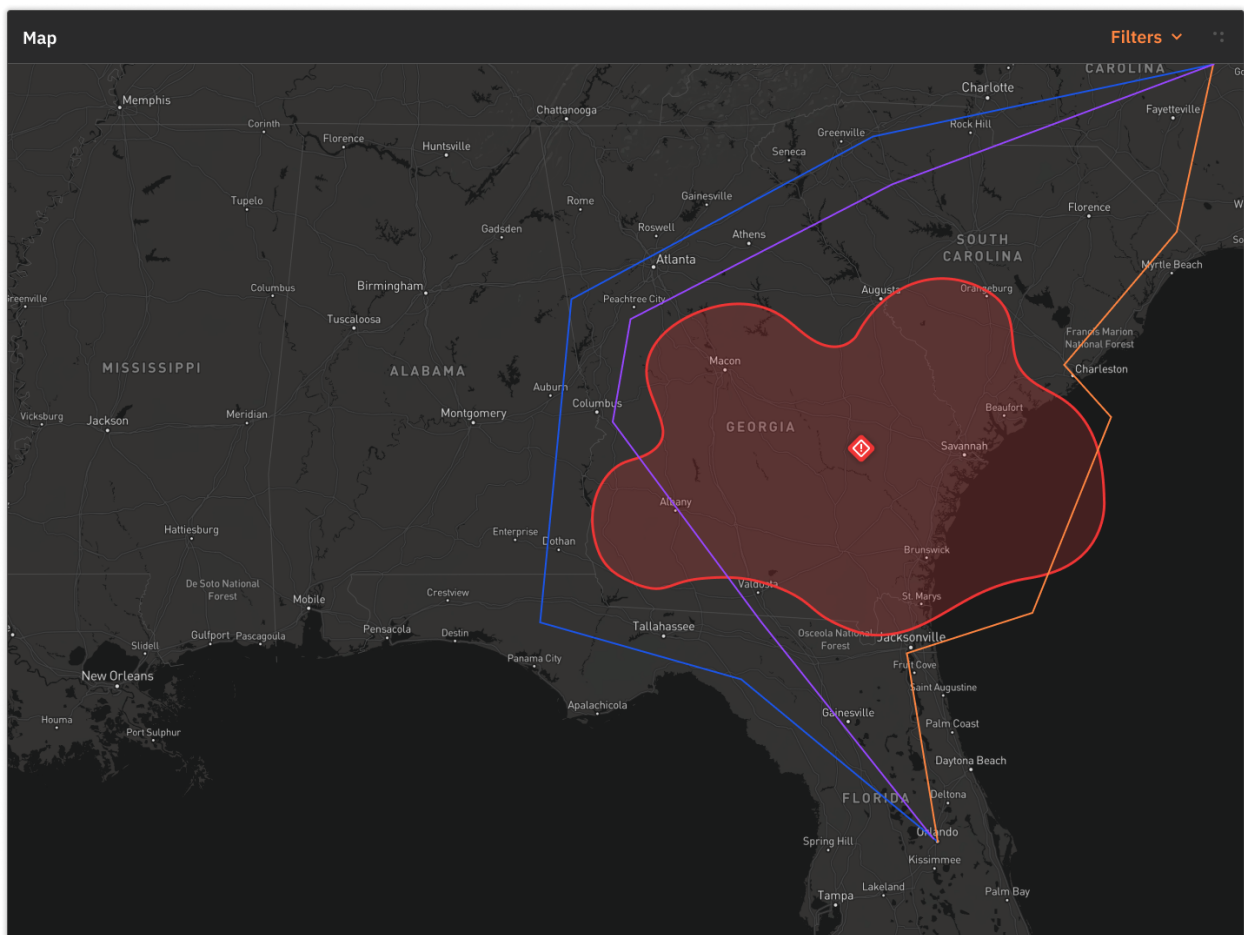 Map
Filters
CAROLINA
Memphis
Charlotte
Chattanooga
Fayetteville
Corinth
Rock Hill
Greenville
Florence
Huntsville
Seneca
Tupelo
Rome
Gainesville
Florence
Gadsden
Roswell
Athens
SOUTH
CAROLINA
Atlanta
Myrtle Beach
Birmingham
Columbus
Augusta
Orangeburg
Greenville
Peachtree City
Tuscaloosa
Francis Marion
National Forest
Macon
MISSISSIPPI
ALABAMA
Charleston
Auburn
Columbus
Beaufort
Vicksburg
Jackson
Meridian
Montgomery
GEORGIA
Savannah
Albany
Hattiesburg
Enterprise
Dothan
Brunswick
De Soto National
Forest
Valdosta
Crestview
Mobile
St. Marys
Tallahassee
Osceola National
Forest
Jacksonville
Slidell
Gulfport
Pascagoula
Pensacola
Destin
Panama City
Fruit Cove
New Orleans
Saint Augustine
Apalachicola
Gainesville
Houma
Port Sulphur
Palm Coast
Daytona Beach
FLORIDA
Deltona
Orlando
Spring Hill
Kissimmee
Lakeland
Tampa
Palm Bay